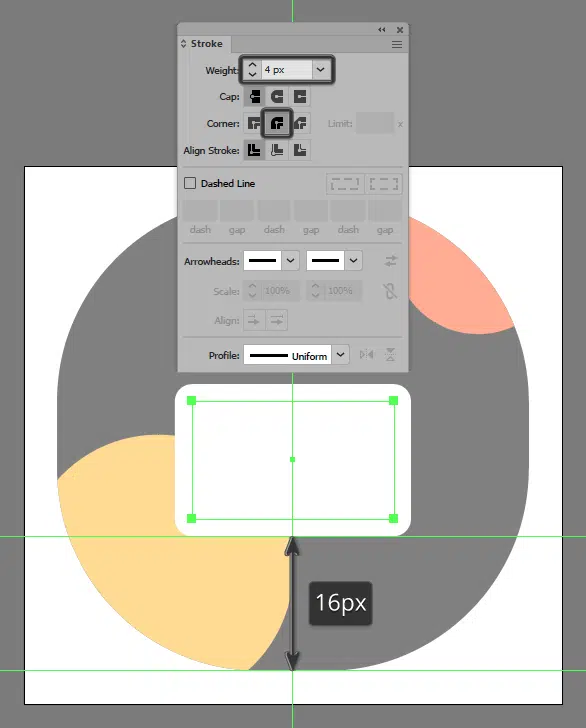 Stroke
Weight: 4 px
Cap:
Corner: Limit: x
Align Stroke:
Dashed Line
dash gap dash gap dash gap
Arrowheads:
Scale: 100% 100%
Align:
Profile: Uniform
16px